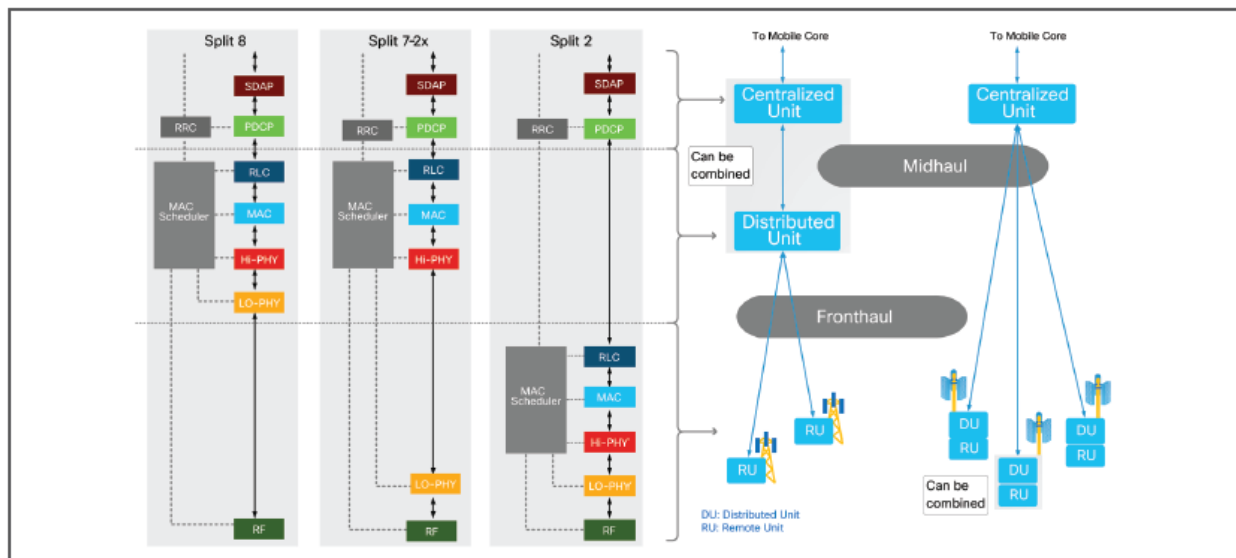 Split 8
SDAP
RRC
PDCP
RLC
MAC
Scheduler
MAC
Hi-PHY
LO-PHY
RF
Split 7-2x
SDAP
RRC
PDCP
RLC
MAC
Scheduler
MAC
Hi-PHY
LO-PHY
RF
Split 2
SDAP
RRC
PDCP
RLC
MAC
Scheduler
MAC
Hi-PHY
LO-PHY
RF
To Mobile Core
Centralized
Unit
Can be
combined
Distributed
Unit
To Mobile Core
Centralized
Unit
Midhaul
Fronthaul
RU
RU
DU
RU
DU
RU
DU
RU
Can be
combined
DU: Distributed Unit
RU: Remote Unit